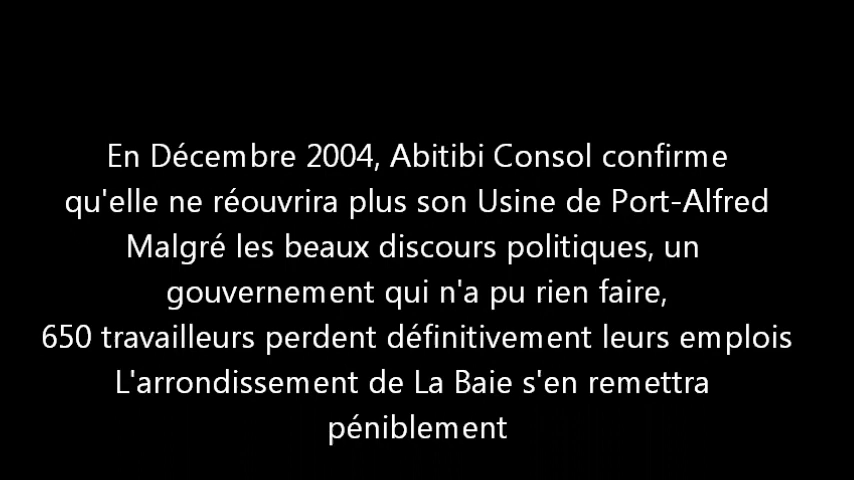 En Décembre 2004, Abitibi Consol confirme
qu'elle ne réouvrira plus son Usine de Port-Alfred
Malgré les beaux discours politiques, un
gouvernement qui n'a pu rien faire,
650 travailleurs perdent définitivement leurs emplois
L'arrondissement de La Baie s'en remettra
péniblement